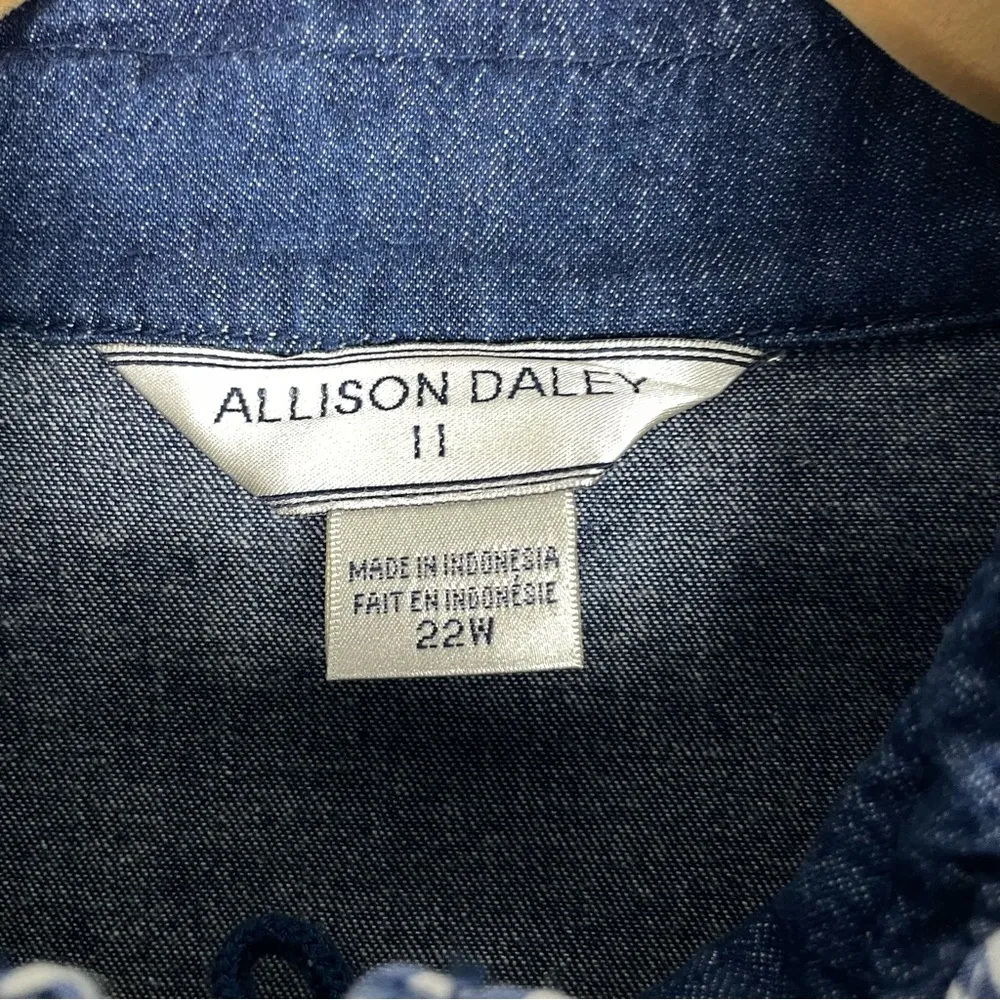 ALLISON DALEY
II
MADE IN INDONESIA
FAIT EN INDONÉSIE
22W